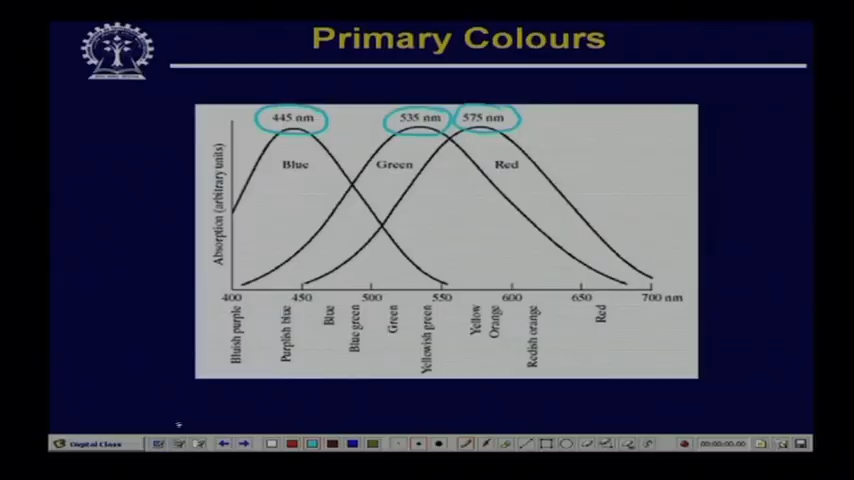 Primary Colours
445 nm 535 nm 575 nm
Blue Green Red
Absorption (arbitrary units)
400 450 500 550 600 650 700 nm
Bluish purple
Purplish blue
Blue
Blue green
Green
Yellowish green
Yellow
Orange
Redish orange
Red
Digital Class
00:00:00.00